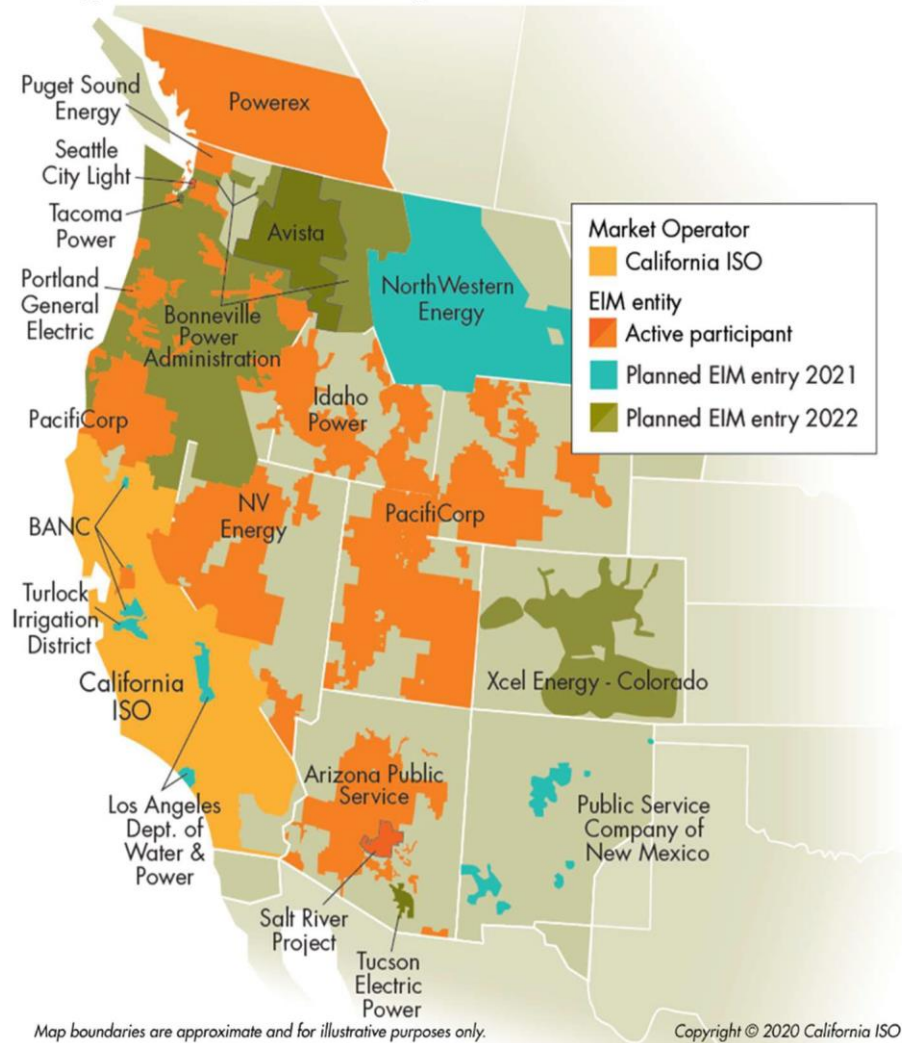 Powerex
Puget Sound
Energy
Seattle
City Light
Tacoma
Power
Avista
Portland
General
Electric
Bonneville
Power
Administration
NorthWestern
Energy
Market Operator
California ISO
EIM entity
Active participant
Planned EIM entry 2021
Planned EIM entry 2022
PacifiCorp
Idaho
Power
NV
Energy
PacifiCorp
BANC
Turlock
Irrigation
District
California
ISO
Xcel Energy - Colorado
Los Angeles
Dept. of
Water &
Power
Arizona Public
Service
Public Service
Company of
New Mexico
Salt River
Project
Tucson
Electric
Power
Map boundaries are approximate and for illustrative purposes only.
Copyright © 2020 California ISO